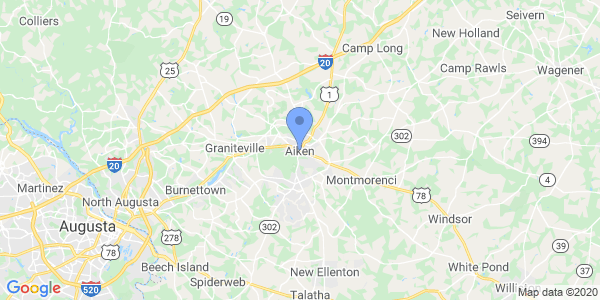 Seivern
Colliers
19
New Holland
Camp Long
20
25
Camp Rawls
Wagener
1
302
394
Graniteville
Aiken
20
Martinez
Burnettown
Montmorenci
4
78
North Augusta
Windsor
Augusta
302
278
78
39
37
Beech Island
White Pond
New Ellenton
Spiderweb
520
Talatha
Willi
Google
Map data ©2020